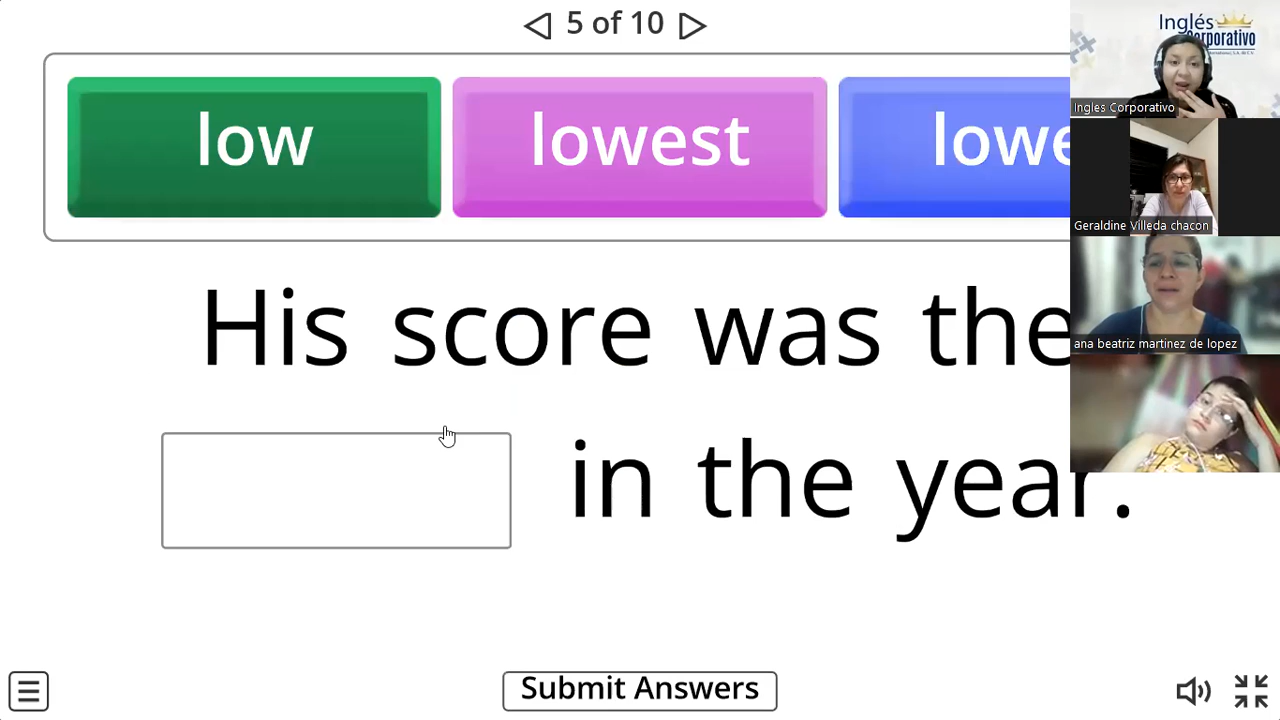 5 of 10
Inglés
Corporativo
low lowest lowe
Ingles Corporativo
Geraldine Villeda chacon
His score was the
ana beatriz martinez de lopez
in the year.
Submit Answers